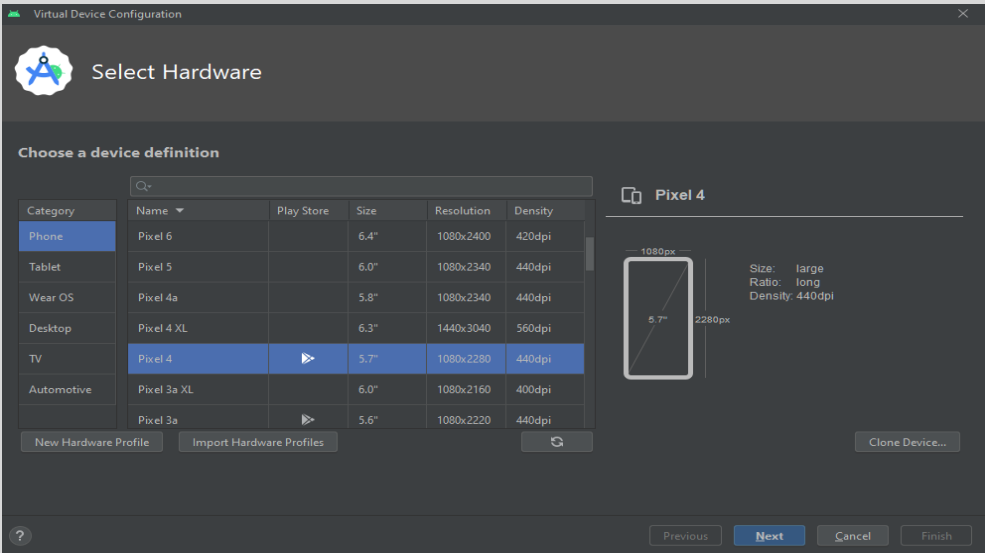 Virtual Device Configuration
Select Hardware
Choose a device definition
Category
Phone
Tablet
Wear OS
Desktop
TV
Automotive
Name Play Store Size Resolution Density
Pixel 6 6.4" 1080x2400 420dpi
Pixel 5 6.0" 1080x2340 440dpi
Pixel 4a 5.8" 1080x2340 440dpi
Pixel 4 XL 6.3" 1440x3040 560dpi
Pixel 4 5.7" 1080x2280 440dpi
Pixel 3a XL 6.0" 1080x2160 400dpi
Pixel 3a 5.6" 1080x2220 440dpi
New Hardware Profile Import Hardware Profiles
Pixel 4
1080px
5.7"
2280px
Size: large
Ratio: long
Density: 440dpi
Clone Device...
? Previous Next Cancel Finish